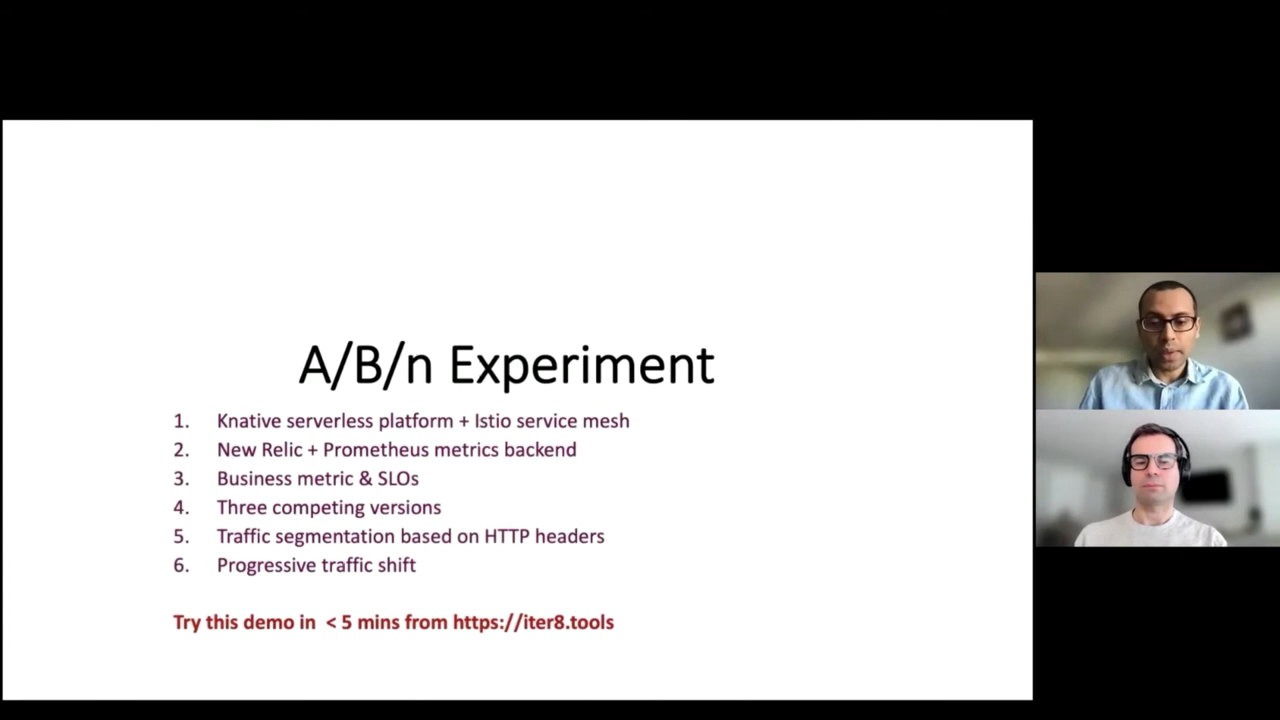 A/B/n Experiment
1. Knative serverless platform + Istio service mesh
2. New Relic + Prometheus metrics backend
3. Business metric & SLOs
4. Three competing versions
5. Traffic segmentation based on HTTP headers
6. Progressive traffic shift
Try this demo in < 5 mins from https://iter8.tools